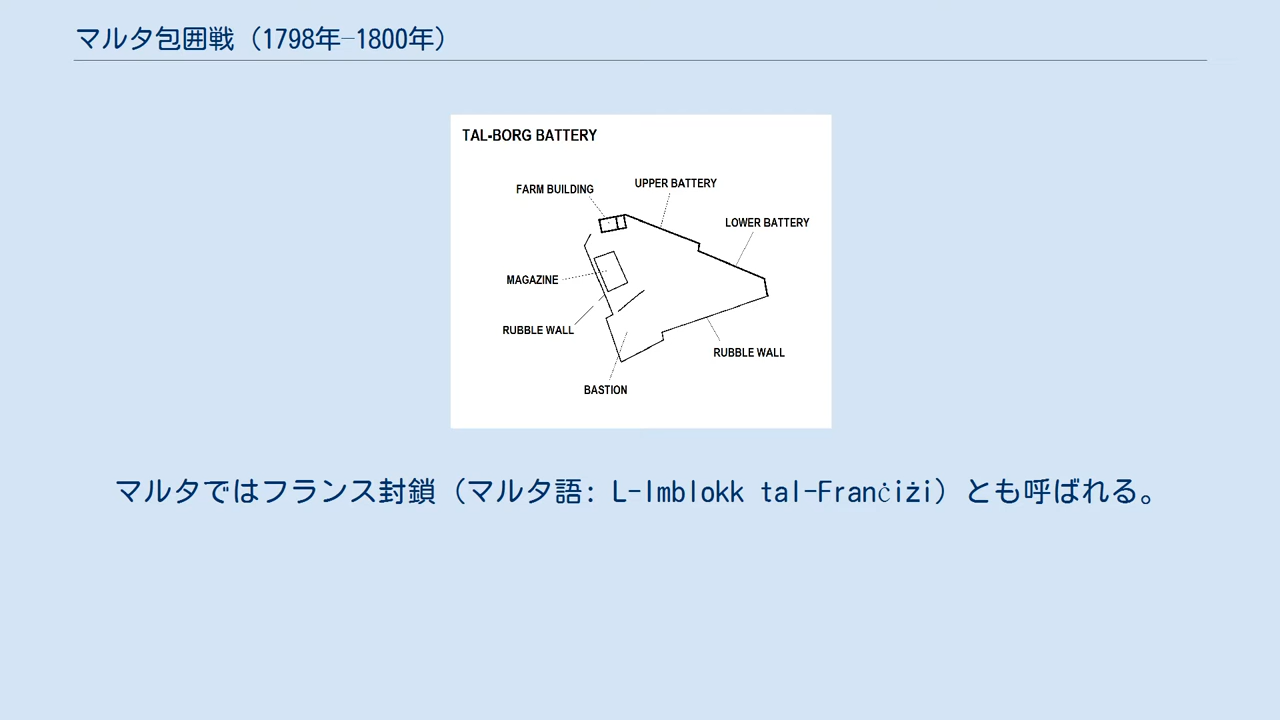 マルタ包囲戦（1798年–1800年）
TAL-BORG BATTERY
FARM BUILDING
UPPER BATTERY
LOWER BATTERY
MAGAZINE
RUBBLE WALL
RUBBLE WALL
BASTION
マルタではフランス封鎖（マルタ語: L-Imblokk tal-Franċiżi）とも呼ばれる。